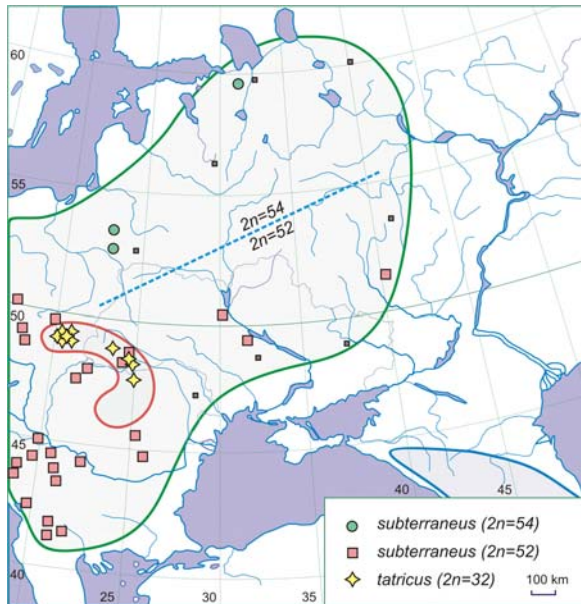 60
55
2n=54
2n=52
50
45
40
45
40
25
30
35
subterraneus (2n=54)
subterraneus (2n=52)
tatricus (2n=32)
100 km